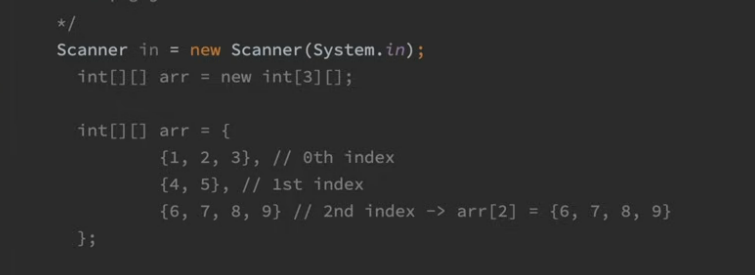 */
Scanner in = new Scanner(System.in);
int[][] arr = new int[3][];
int[][] arr = {
{1, 2, 3}, // 0th index
{4, 5}, // 1st index
{6, 7, 8, 9} // 2nd index -> arr[2] = {6, 7, 8, 9}
};